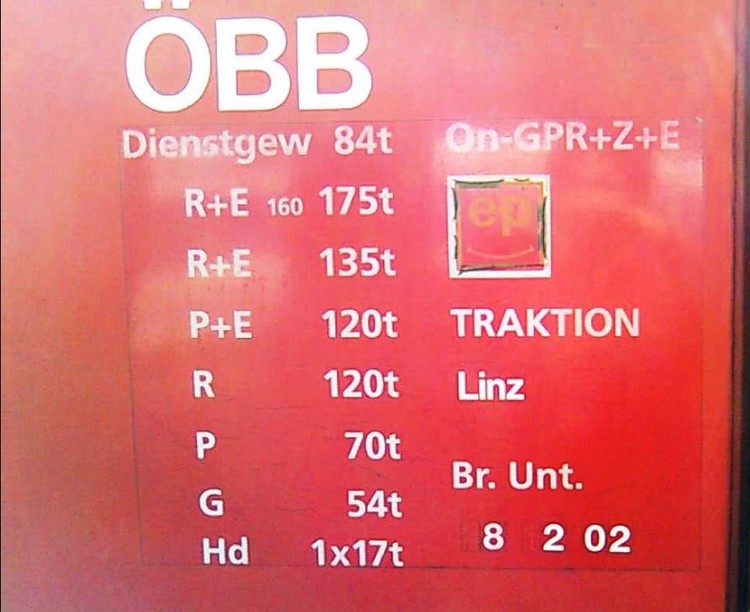 ÖBB
Dienstgew 84t
R+E 160 175t
R+E 135t
P+E 120t
R 120t
P 70t
G 54t
Hd 1x17t
On-GPR+Z+E
ep
TRAKTION
Linz
Br. Unt.
8 2 02